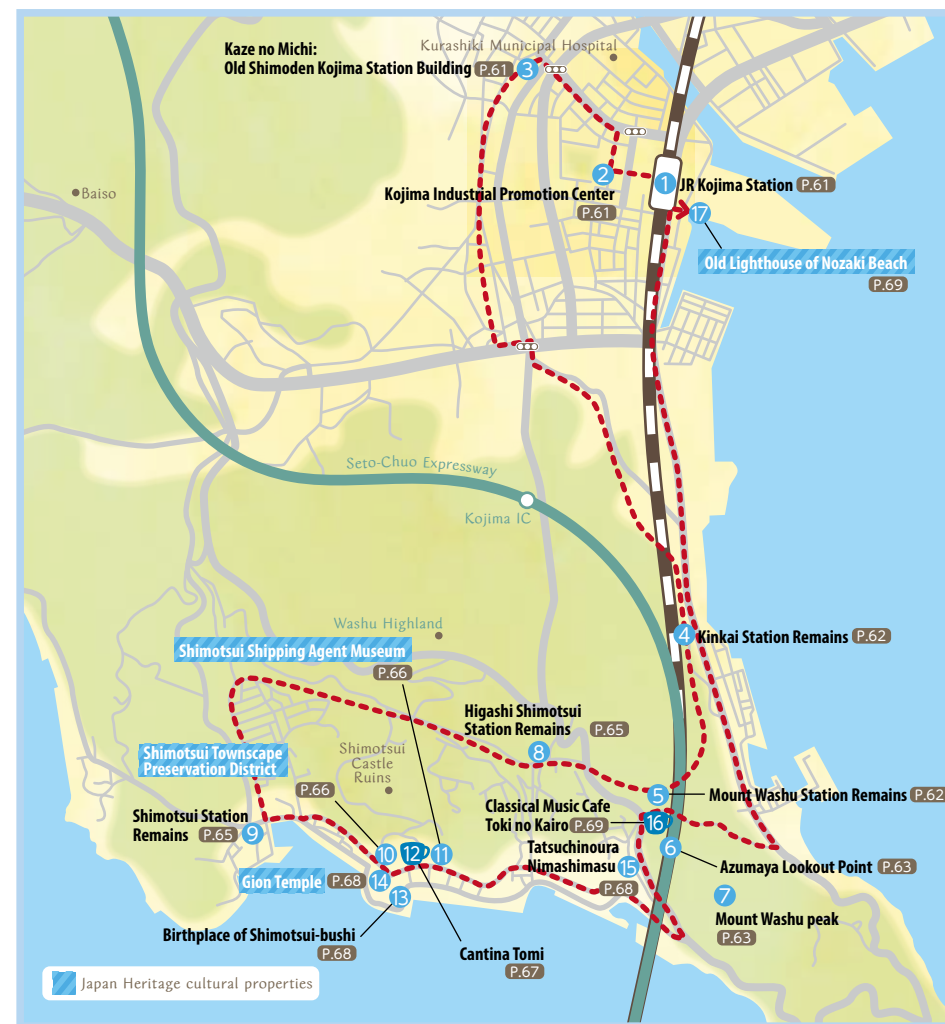 Kaze no Michi:
Old Shimoden Kojima Station Building P.61
3
Kurashiki Municipal Hospital
Baiso
2
Kojima Industrial Promotion Center
P.61
1
JR Kojima Station P.61
17
Old Lighthouse of Nozaki Beach
P.69
Seto-Chuo Expressway
Kojima IC
Washu Highland
4
Kinkai Station Remains P.62
Shimotsui Shipping Agent Museum
P.66
Higashi Shimotsui
Station Remains P.65
8
Shimotsui Townscape
Preservation District
P.66
Shimotsui
Castle
Ruins
5
Mount Washu Station Remains P.62
Classical Music Cafe
Toki no Kairo P.69
16
Shimotsui Station
Remains P.65
9
10
12
11
Tatsuchinoura
Nimashimasu
15
P.68
6
Azumaya Lookout Point P.63
Gion Temple P.68
14
13
7
Mount Washu peak
P.63
Birthplace of Shimotsui-bushi
P.68
Cantina Tomi
P.67
Japan Heritage cultural properties